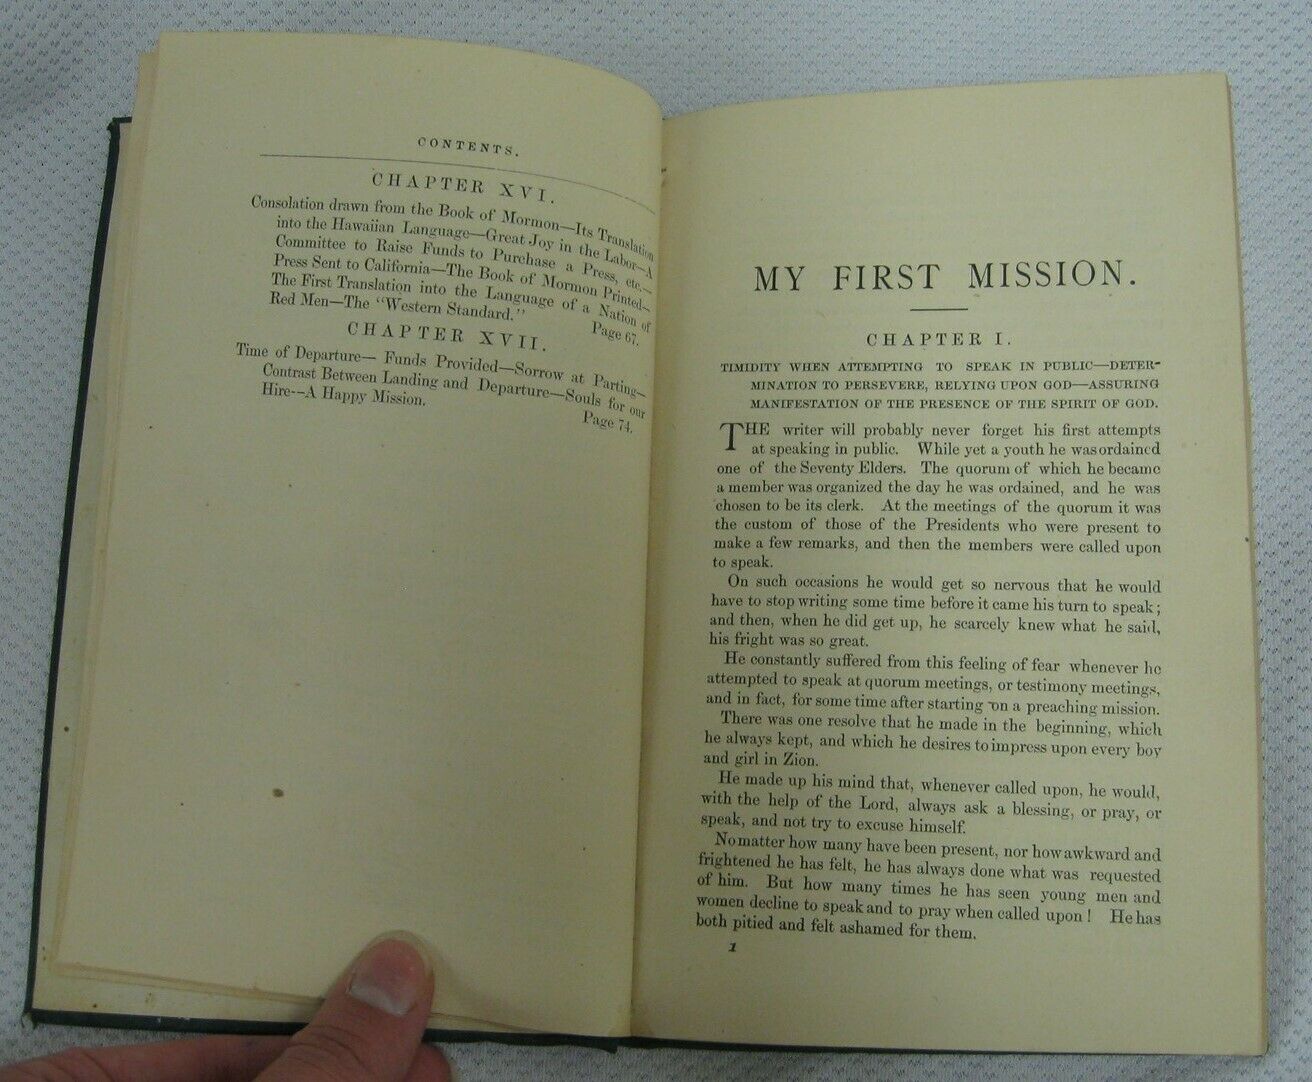 CONTENTS.
CHAPTER XVI.
Consolation drawn from the Book of Mormon—Its Translation
into the Hawaiian Language—Great Joy in the Labor—A
Committee to Raise Funds to Purchase a Press, etc.—
Press Sent to California—The Book of Mormon Printed—
The First Translation into the Language of a Nation of
Red Men—The "Western Standard." Page 67.
CHAPTER XVII.
Time of Departure— Funds Provided—Sorrow at Parting—
Contrast Between Landing and Departure—Souls for our
Hire--A Happy Mission. Page 74.
MY FIRST MISSION.
CHAPTER I.
TIMIDITY WHEN ATTEMPTING TO SPEAK IN PUBLIC—DETER-
MINATION TO PERSEVERE, RELYING UPON GOD—ASSURING
MANIFESTATION OF THE PRESENCE OF THE SPIRIT OF GOD.
THE writer will probably never forget his first attempts
at speaking in public. While yet a youth he was ordained
one of the Seventy Elders. The quorum of which he became
a member was organized the day he was ordained, and he was
chosen to be its clerk. At the meetings of the quorum it was
the custom of those of the Presidents who were present to
make a few remarks, and then the members were called upon
to speak.
On such occasions he would get so nervous that he would
have to stop writing some time before it came his turn to speak;
and then, when he did get up, he scarcely knew what he said,
his fright was so great.
He constantly suffered from this feeling of fear whenever he
attempted to speak at quorum meetings, or testimony meetings,
and in fact, for some time after starting on a preaching mission.
There was one resolve that he made in the beginning, which
he always kept, and which he desires to impress upon every boy
and girl in Zion.
He made up his mind that, whenever called upon, he would,
with the help of the Lord, always ask a blessing, or pray, or
speak, and not try to excuse himself.
No matter how many have been present, nor how awkward and
frightened he has felt, he has always done what was requested
of him. But how many times he has seen young men and
women decline to speak and to pray when called upon! He has
both pitied and felt ashamed for them.
1